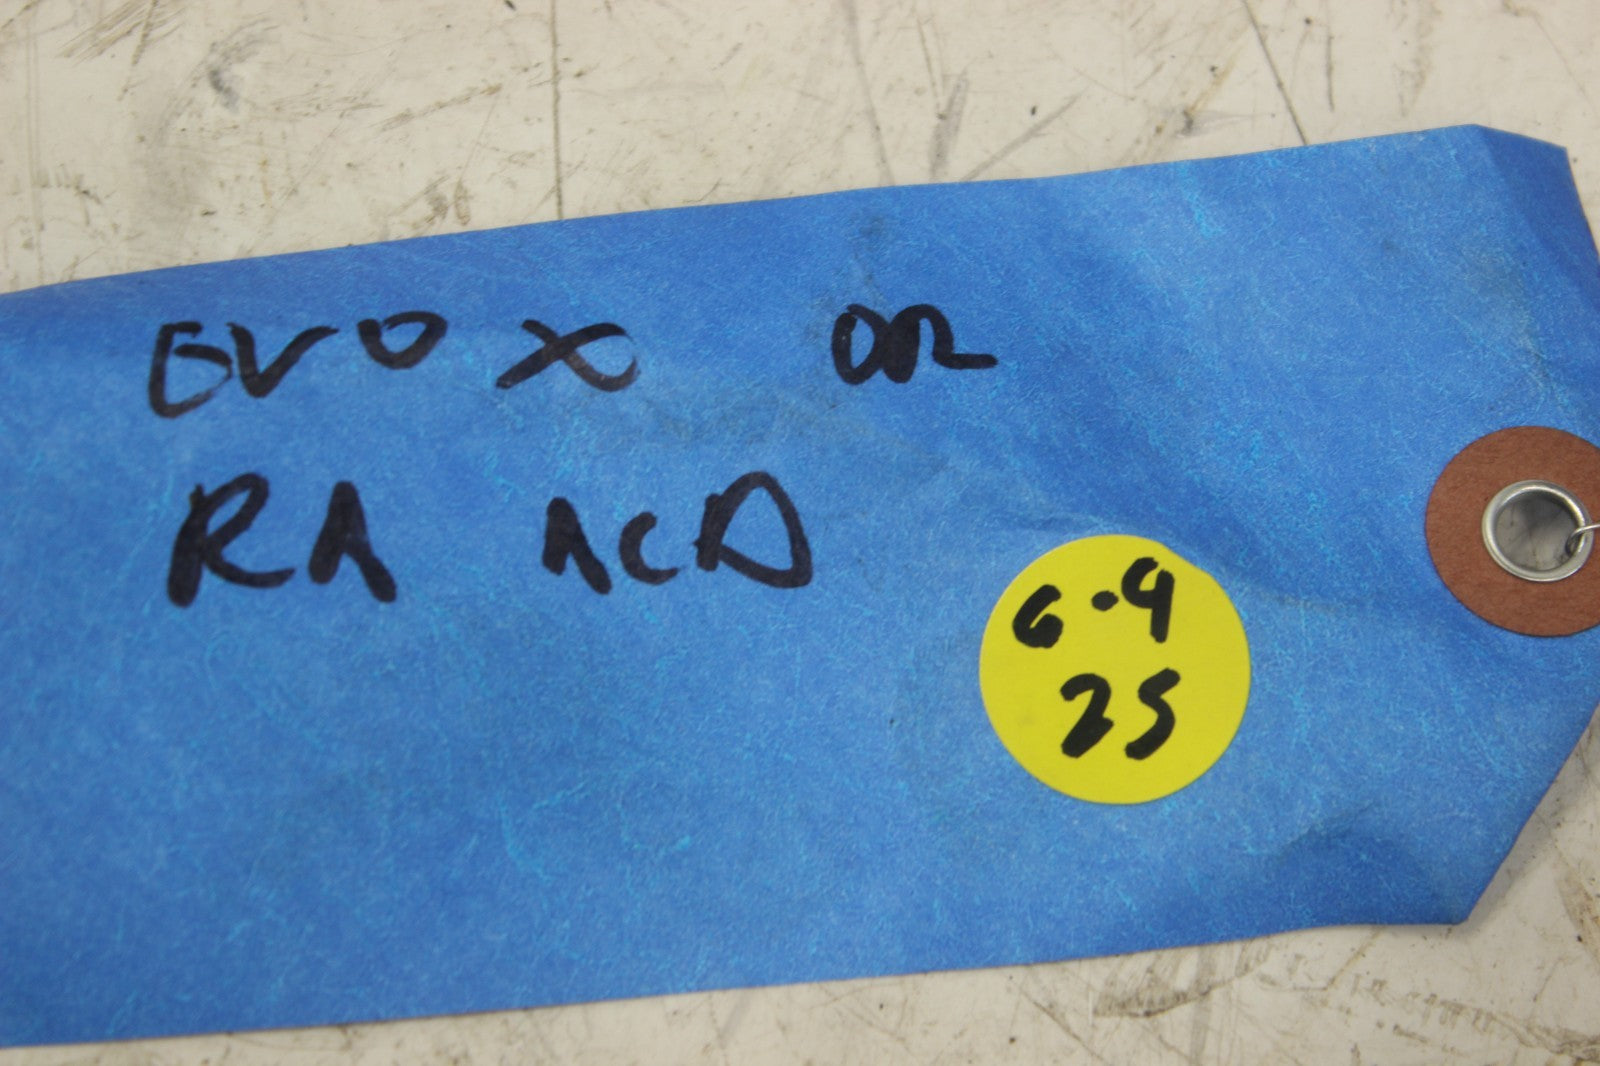 EVO X OR
RA ACD
6.9
25